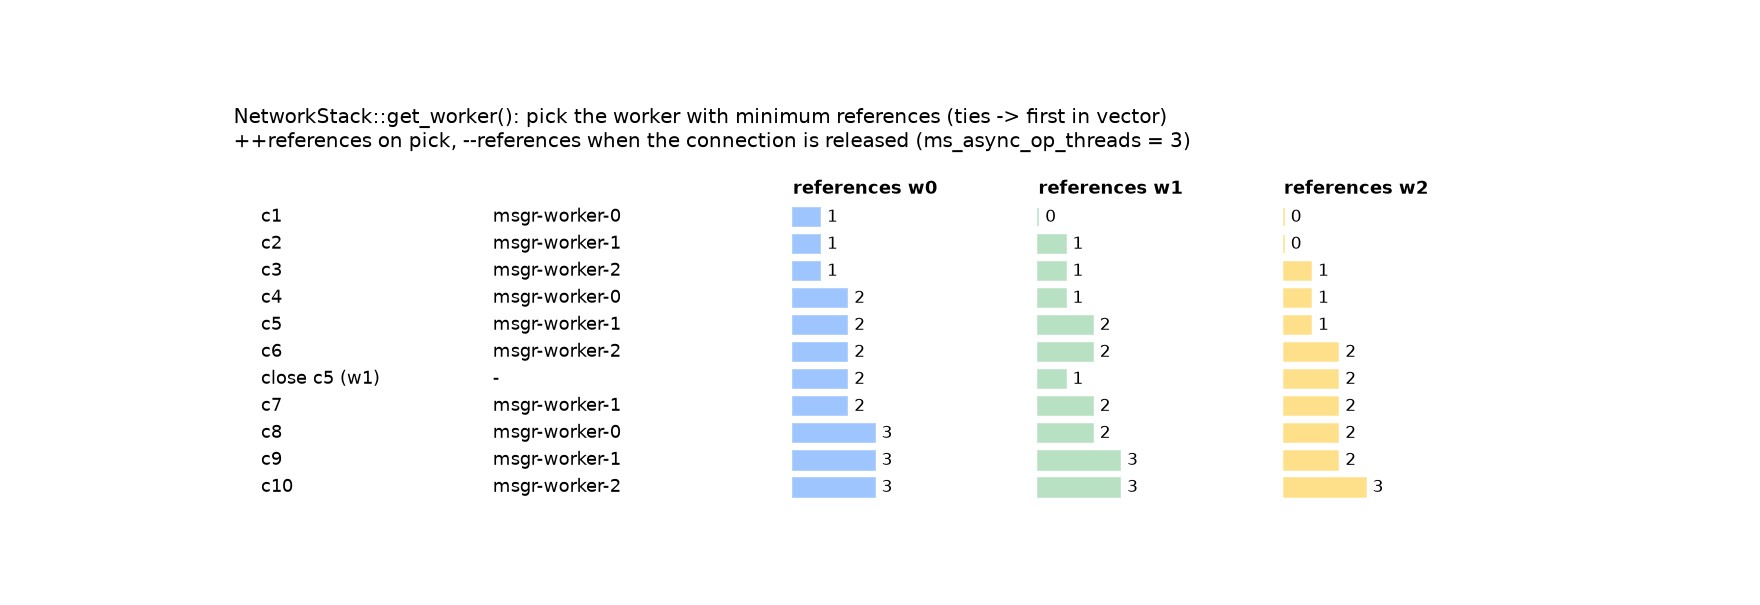 NetworkStack::get_worker(): pick the worker with minimum references (ties -> first in vector)
++references on pick, --references when the connection is released (ms_async_op_threads = 3)
references w0 references w1 references w2
c1 msgr-worker-0 1 0 0
c2 msgr-worker-1 1 1 0
c3 msgr-worker-2 1 1 1
c4 msgr-worker-0 2 1 1
c5 msgr-worker-1 2 2 1
c6 msgr-worker-2 2 2 2
close c5 (w1) - 2 1 2
c7 msgr-worker-1 2 2 2
c8 msgr-worker-0 3 2 2
c9 msgr-worker-1 3 3 2
c10 msgr-worker-2 3 3 3